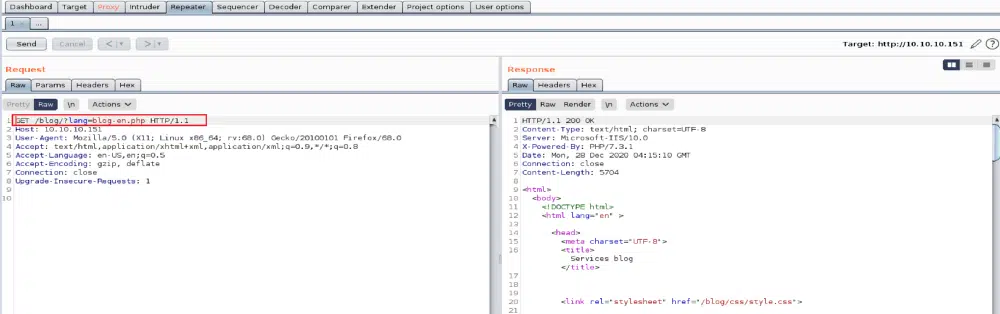 Dashboard Target Proxy Intruder Repeater Sequencer Decoder Comparer Extender Project options User options
1 ...
Send Cancel < >
Target: http://10.10.10.151
Request
Raw Params Headers Hex
Pretty Raw \n Actions
1 GET /blog/?lang=blog-en.php HTTP/1.1
2 Host: 10.10.10.151
3 User-Agent: Mozilla/5.0 (X11; Linux x86_64; rv:68.0) Gecko/20100101 Firefox/68.0
4 Accept: text/html,application/xhtml+xml,application/xml;q=0.9,*/*;q=0.8
5 Accept-Language: en-US,en;q=0.5
6 Accept-Encoding: gzip, deflate
7 Connection: close
8 Upgrade-Insecure-Requests: 1
9
10
Response
Raw Headers Hex
Pretty Raw Render \n Actions
1 HTTP/1.1 200 OK
2 Content-Type: text/html; charset=UTF-8
3 Server: Microsoft-IIS/10.0
4 X-Powered-By: PHP/7.3.1
5 Date: Mon, 28 Dec 2020 04:15:10 GMT
6 Connection: close
7 Content-Length: 5704
8
9 <html>
10 <body>
11 <!DOCTYPE html>
12 <html lang="en" >
13
14 <head>
15 <meta charset="UTF-8">
16 <title>
Services blog
</title>
17
18
19
20 <link rel="stylesheet" href="/blog/css/style.css">
21